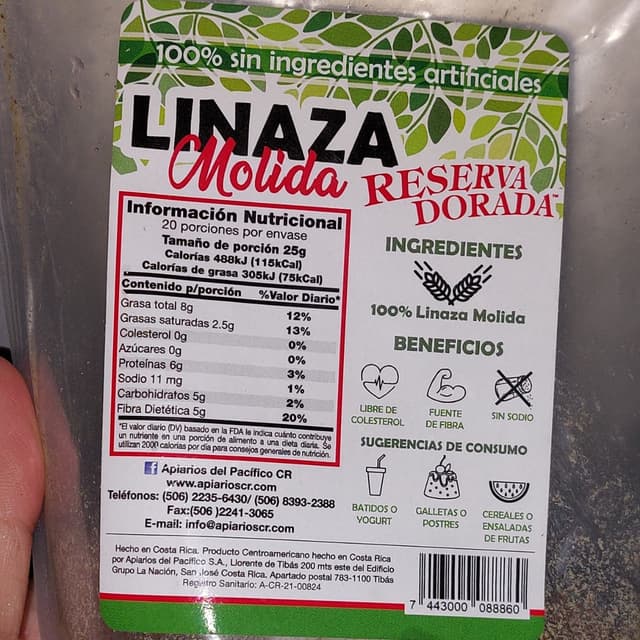 100% sin ingredientes artificiales
LINAZA
Molida
RESERVA
DORADA™
Información Nutricional
20 porciones por envase
Tamaño de porción 25g
Calorías 488kJ (115kCal)
Calorías de grasa 305kJ (75kCal)
Contenido p/porción %Valor Diario*
Grasa total 8g 12%
Grasas saturadas 2.5g 13%
Colesterol 0g 0%
Azúcares 0g 0%
Proteínas 6g 3%
Sodio 11 mg 1%
Carbohidratos 5g 2%
Fibra Dietética 5g 20%
*El valor diario (DV) basado en la FDA le indica cuánto contribuye
un nutriente en una porción de alimento a una dieta diaria. Se
utilizan 2000 calorías por día para consejos generales de nutrición.
INGREDIENTES
100% Linaza Molida
BENEFICIOS
LIBRE DE
COLESTEROL
FUENTE
DE FIBRA
SIN SODIO
SUGERENCIAS DE CONSUMO
BATIDOS O
YOGURT
GALLETAS O
POSTRES
CEREALES O
ENSALADAS
DE FRUTAS
f Apiarios del Pacífico CR
www.apiarioscr.com
Teléfonos: (506) 2235-6430/ (506) 8393-2388
Fax:(506 )2241-3065
E-mail: info@apiarioscr.com
Hecho en Costa Rica. Producto Centroamericano hecho en Costa Rica
por Apiarios del Pacífico S.A., Llorente de Tibás 200 mts este del Edificio
Grupo La Nación, San José Costa Rica. Apartado postal 783-1100 Tibás
Registro Sanitario: A-CR-21-00824
7 443000 088860